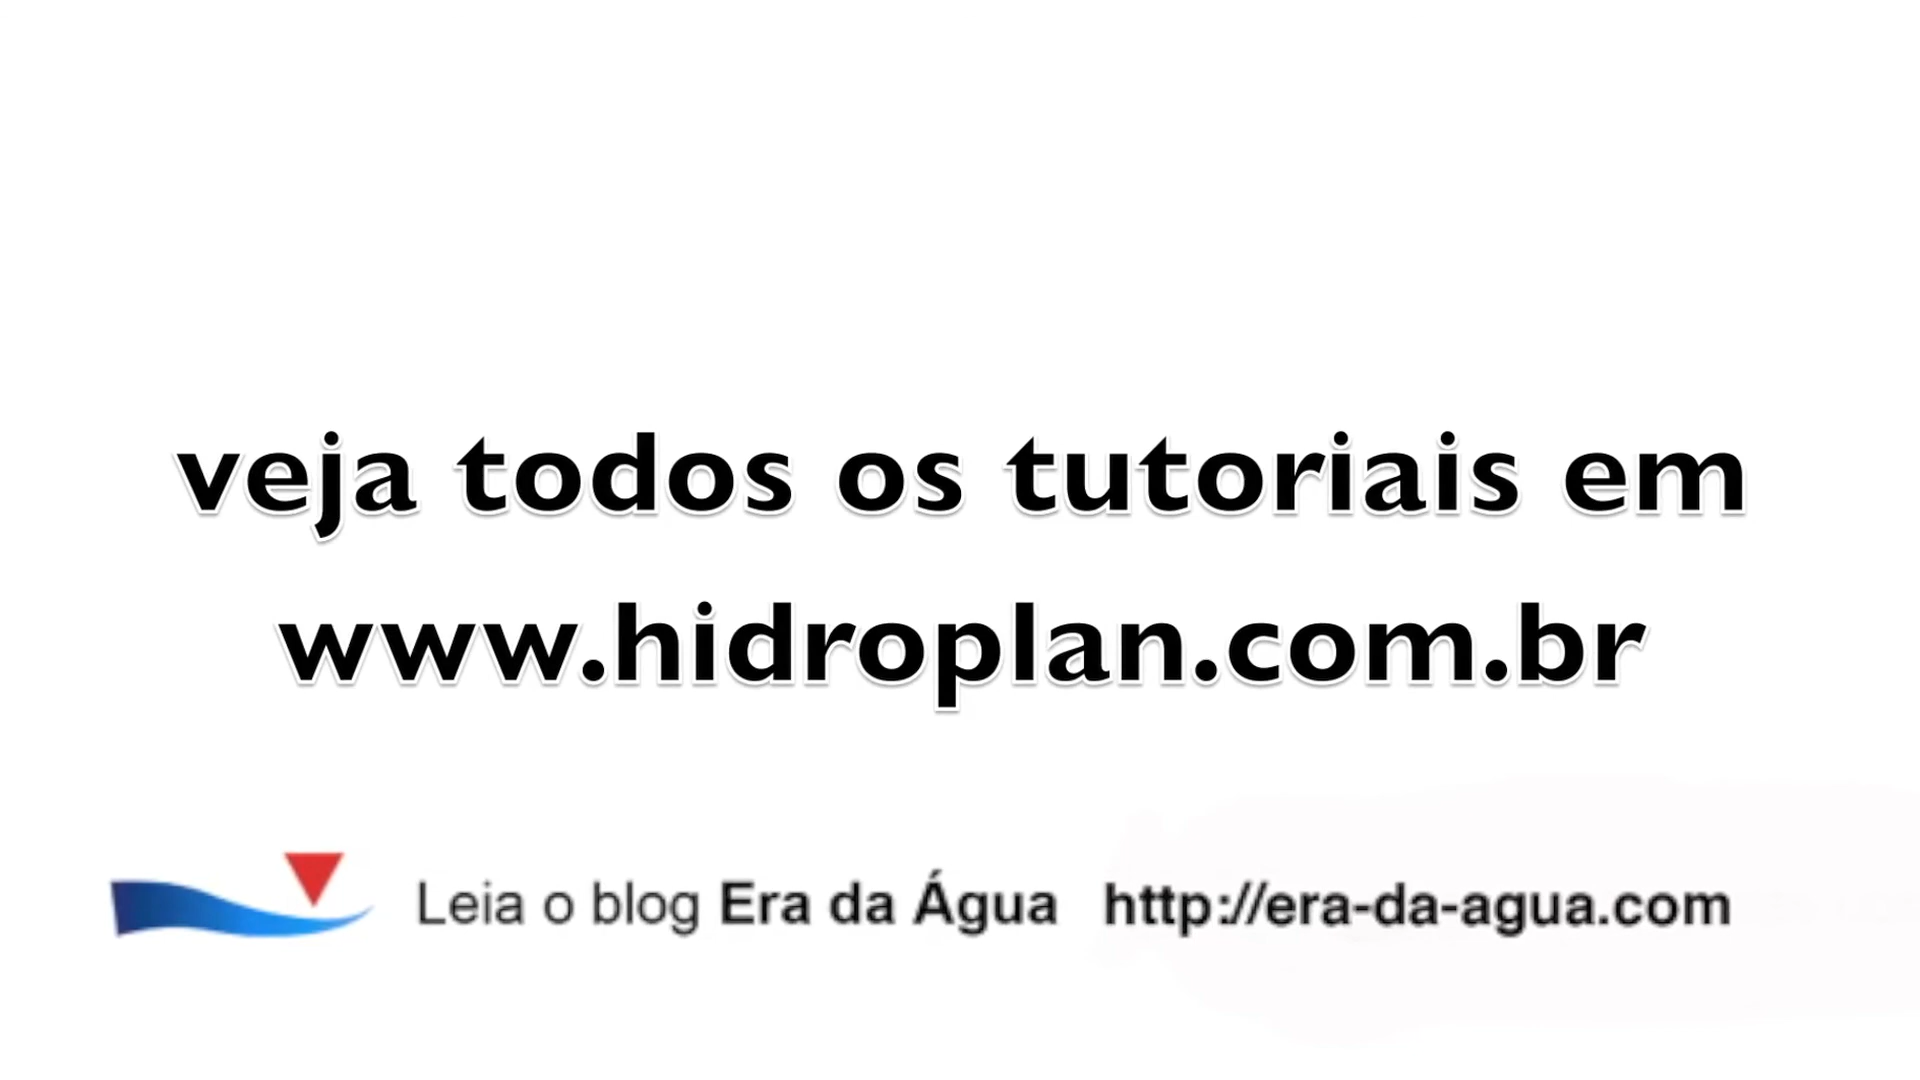 veja todos os tutoriais em
www.hidroplan.com.br
Leia o blog Era da Água http://era-da-agua.com